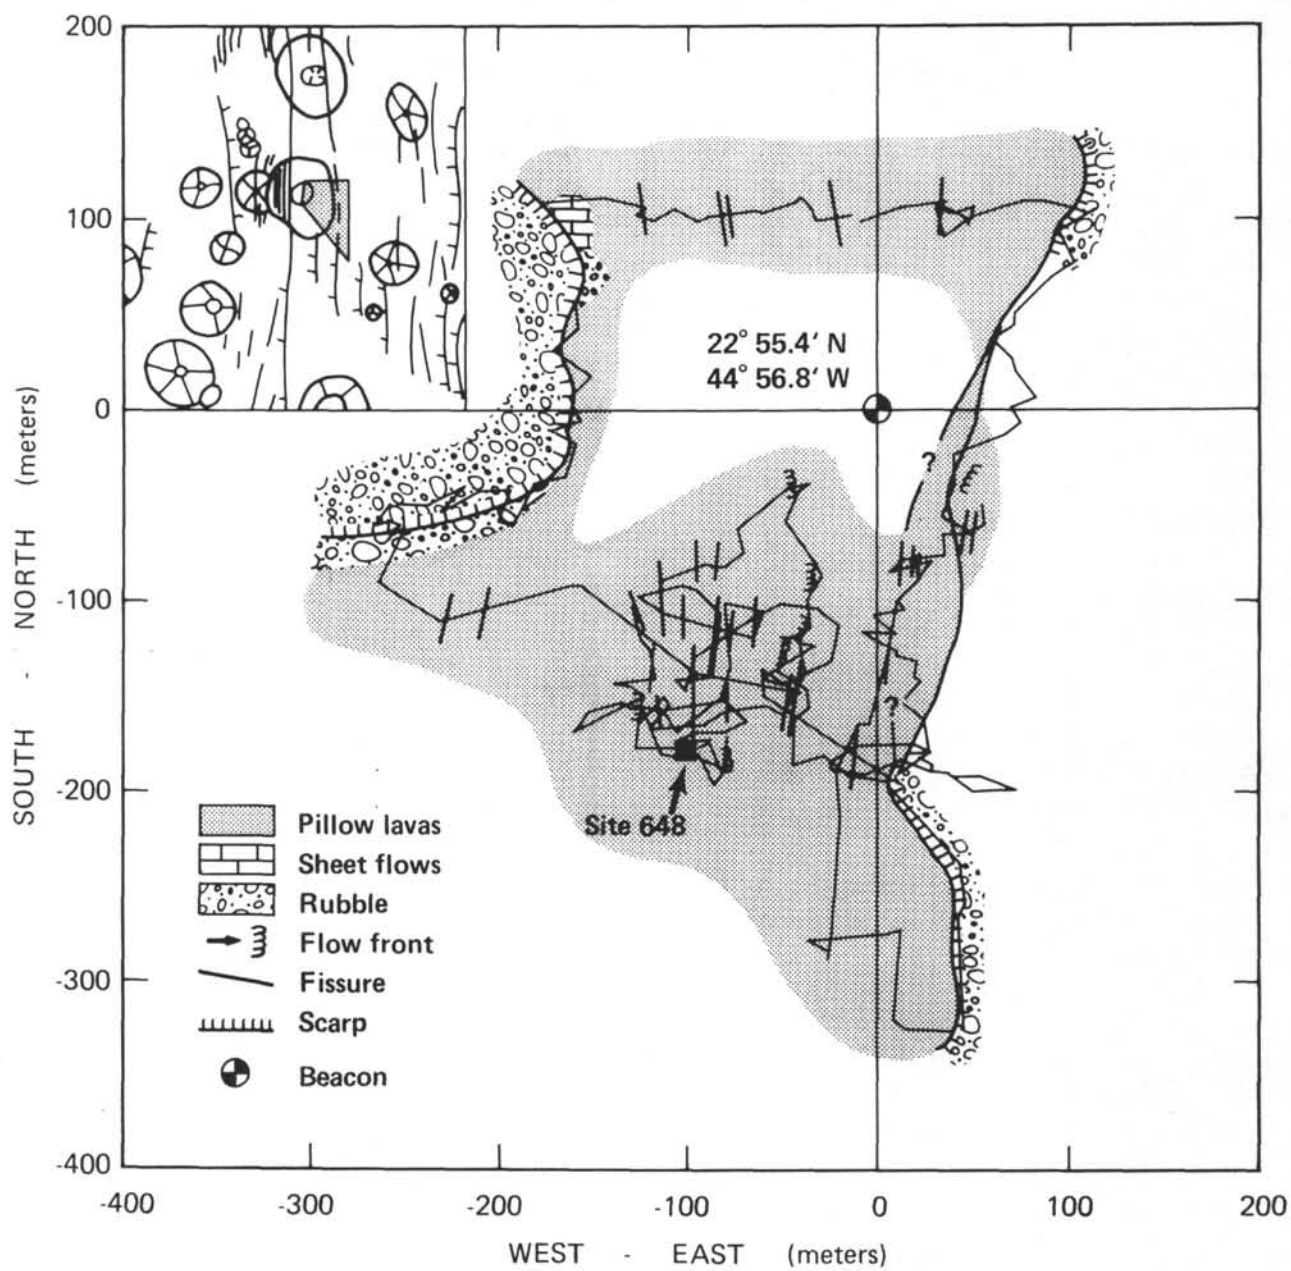 200
100
0
-100
-200
-300
-400
SOUTH - NORTH (meters)
22° 55.4' N
44° 56.8' W
?
?
Site 648
Pillow lavas
Sheet flows
Rubble
Flow front
Fissure
Scarp
Beacon
-400 -300 -200 -100 0 100 200
WEST - EAST (meters)